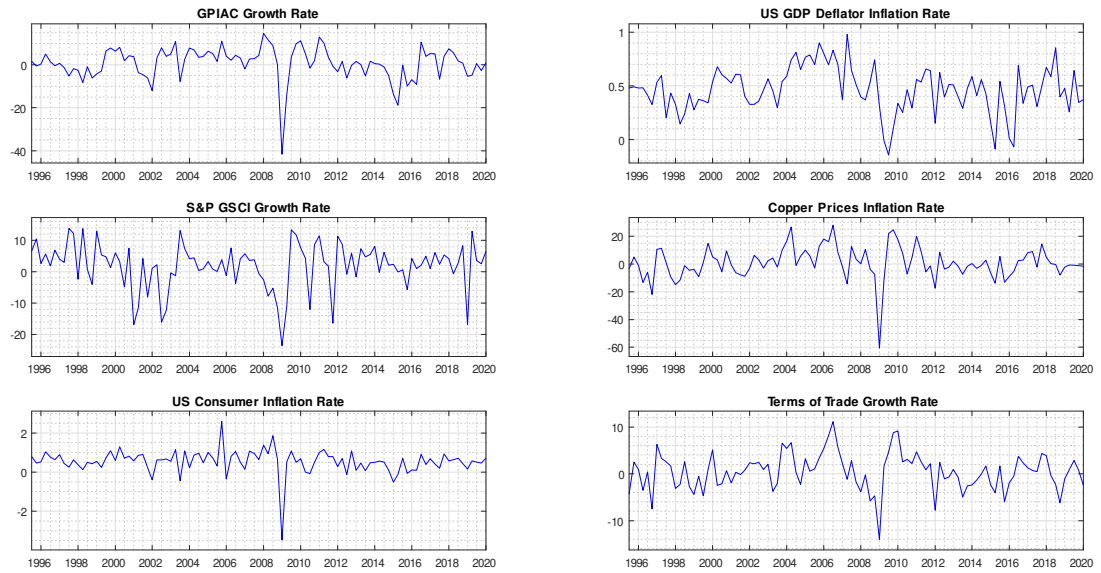 GPIAC Growth Rate
0
-20
-40
1996 1998 2000 2002 2004 2006 2008 2010 2012 2014 2016 2018 2020
US GDP Deflator Inflation Rate
1
0.5
0
1996 1998 2000 2002 2004 2006 2008 2010 2012 2014 2016 2018 2020
S&P GSCI Growth Rate
10
0
-10
-20
1996 1998 2000 2002 2004 2006 2008 2010 2012 2014 2016 2018 2020
Copper Prices Inflation Rate
20
0
-20
-40
-60
1996 1998 2000 2002 2004 2006 2008 2010 2012 2014 2016 2018 2020
US Consumer Inflation Rate
2
0
-2
1996 1998 2000 2002 2004 2006 2008 2010 2012 2014 2016 2018 2020
Terms of Trade Growth Rate
10
0
-10
1996 1998 2000 2002 2004 2006 2008 2010 2012 2014 2016 2018 2020